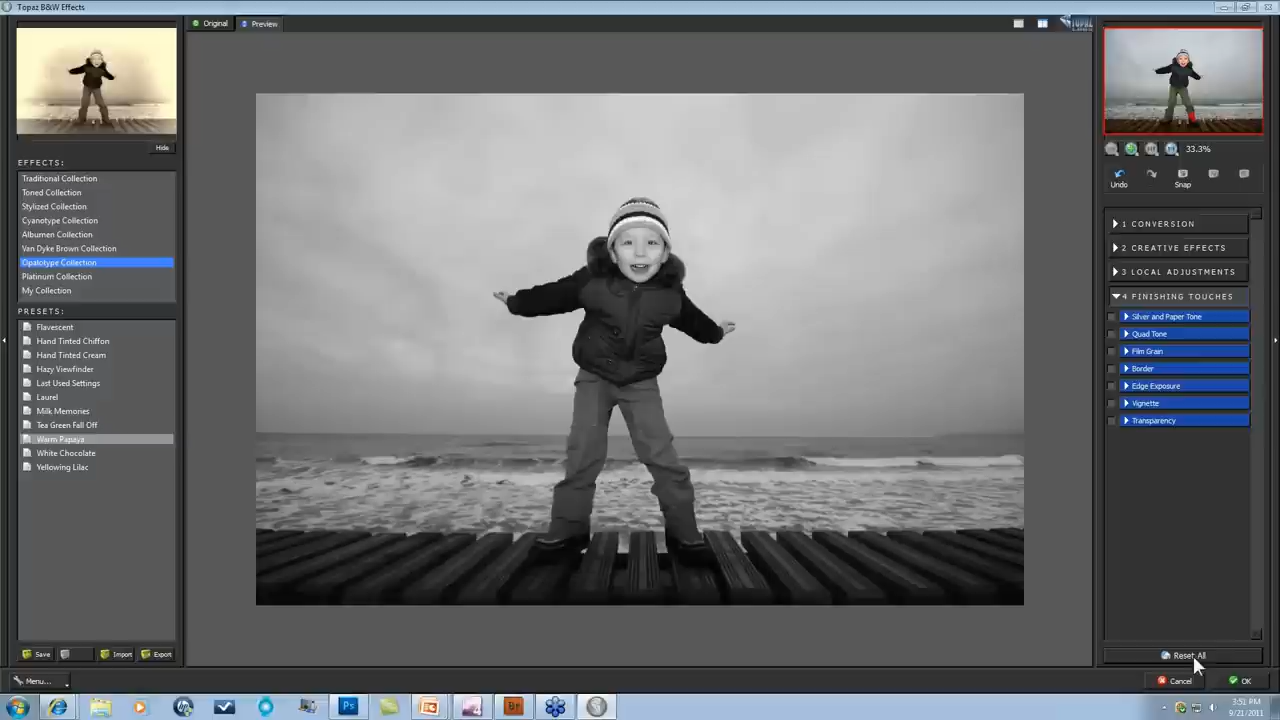 Topaz B&W Effects
Original
Preview
TOPAZ
Hide
EFFECTS:
Traditional Collection
Toned Collection
Stylized Collection
Cyanotype Collection
Albumen Collection
Van Dyke Brown Collection
Opalotype Collection
Platinum Collection
My Collection
PRESETS:
Flavescent
Hand Tinted Chiffon
Hand Tinted Cream
Hazy Viewfinder
Last Used Settings
Laurel
Milk Memories
Tea Green Fall Off
Warm Papaya
White Chocolate
Yellowing Lilac
Save
Import
Export
Menu...
33.3%
Undo
Snap
1 CONVERSION
2 CREATIVE EFFECTS
3 LOCAL ADJUSTMENTS
4 FINISHING TOUCHES
Silver and Paper Tone
Quad Tone
Film Grain
Border
Edge Exposure
Vignette
Transparency
Reset All
Cancel
OK
Ps
Br
3:51 PM
9/21/2011